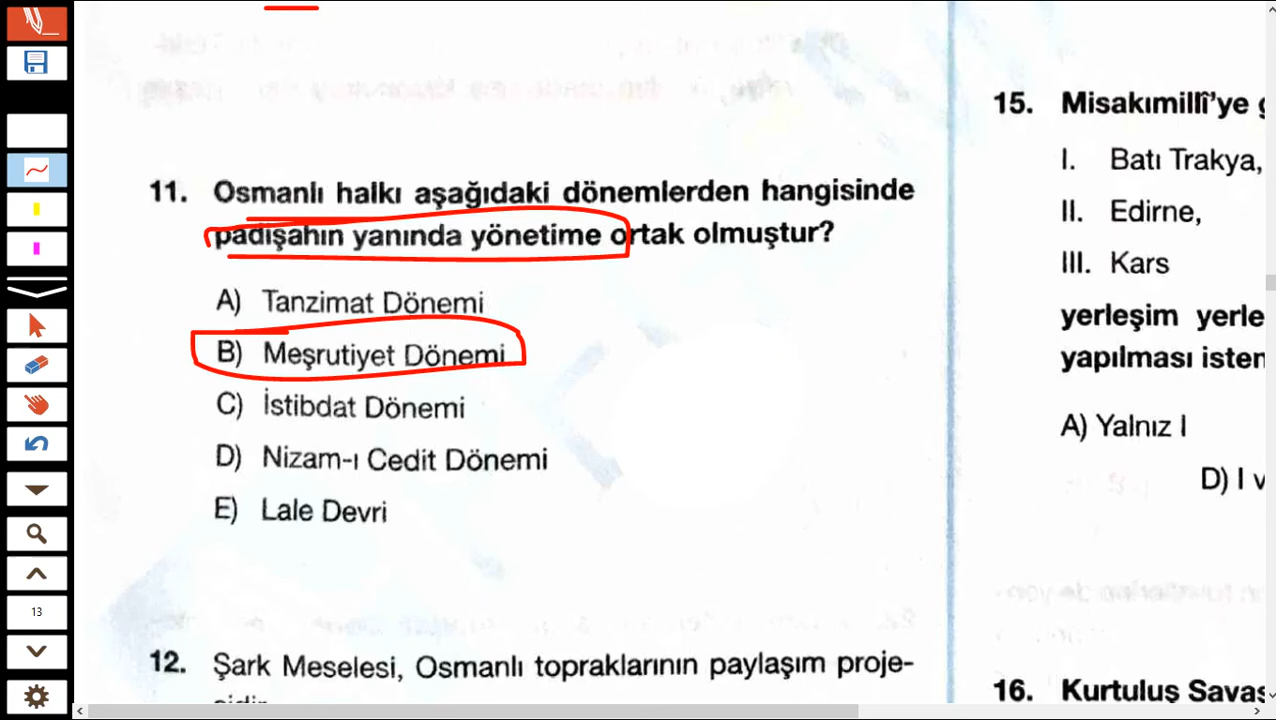 11. Osmanlı halkı aşağıdaki dönemlerden hangisinde
padişahın yanında yönetime ortak olmuştur?
A) Tanzimat Dönemi
B) Meşrutiyet Dönemi
C) İstibdat Dönemi
D) Nizam-ı Cedit Dönemi
E) Lale Devri
12. Şark Meselesi, Osmanlı topraklarının paylaşım proje-
15. Misakımillî'ye
I. Batı Trakya,
II. Edirne,
III. Kars
yerleşim yerle
yapılması isten
A) Yalnız I
D) I v
16. Kurtuluş Savaş
13